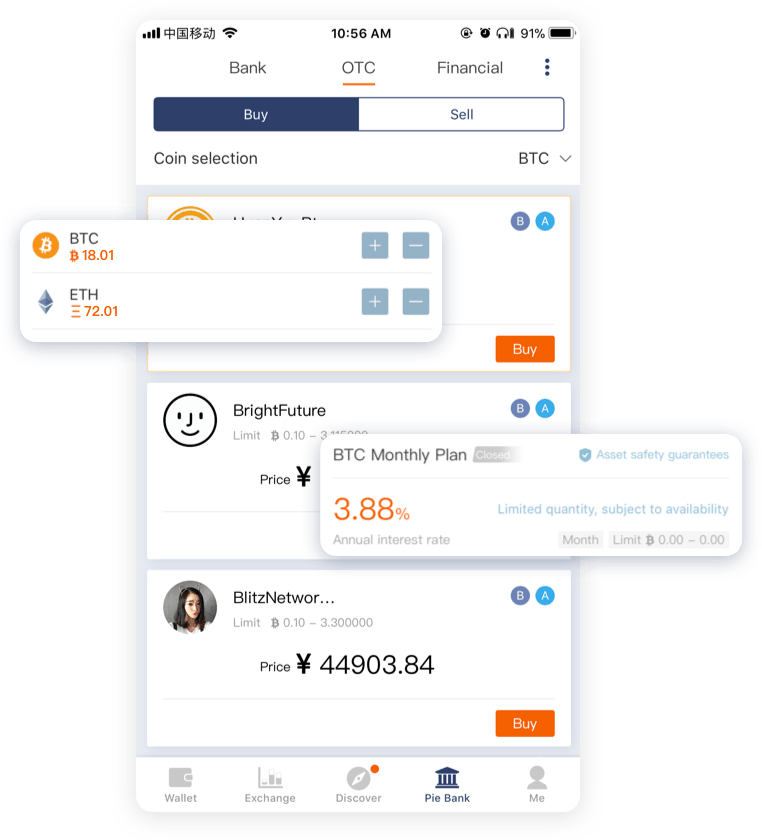 中国移动 10:56 AM 91%
Bank OTC Financial
Buy Sell
Coin selection BTC
B A
BTC
₿ 18.01
ETH
Ξ 72.01
Buy
BrightFuture B A
Limit ₿ 0.10 – 3.115000
Price ¥
BTC Monthly Plan Closed Asset safety guarantees
3.88% Limited quantity, subject to availability
Annual interest rate Month Limit ₿ 0.00 – 0.00
BlitzNetwor... B A
Limit ₿ 0.10 – 3.300000
Price ¥ 44903.84
Buy
Wallet Exchange Discover Pie Bank Me